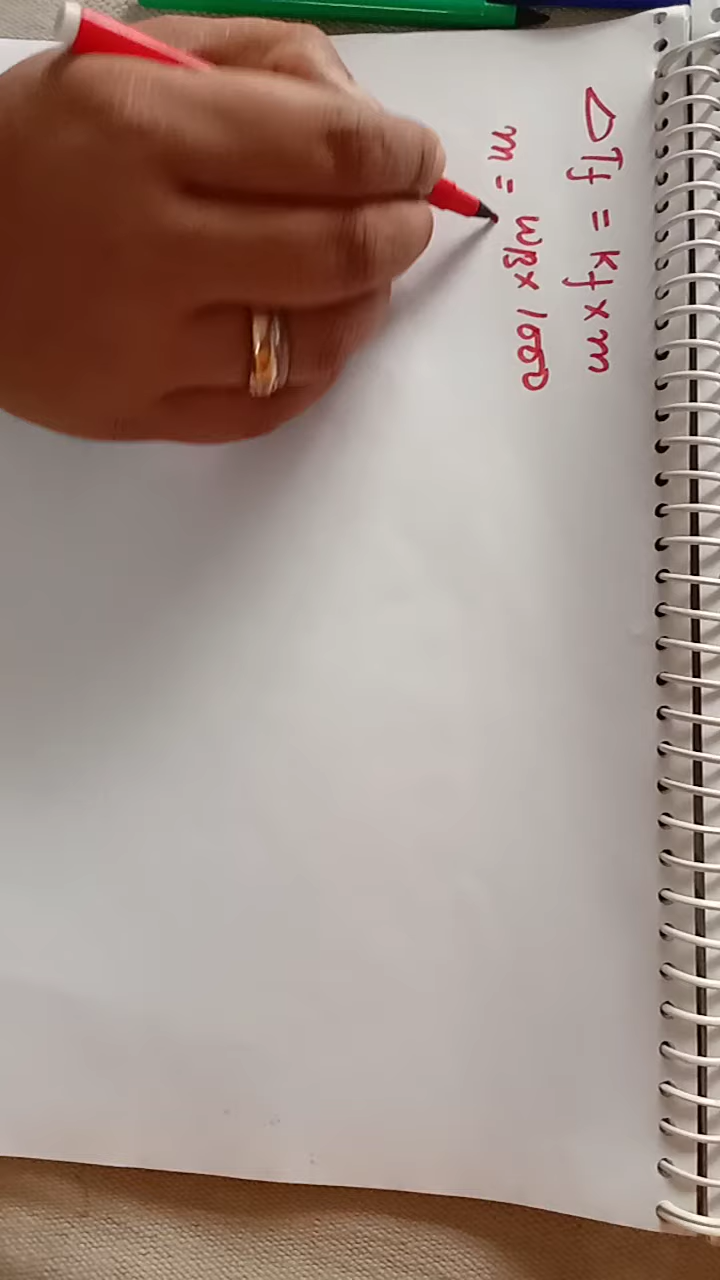 ΔTf = Kf × m
m = WB × 1000